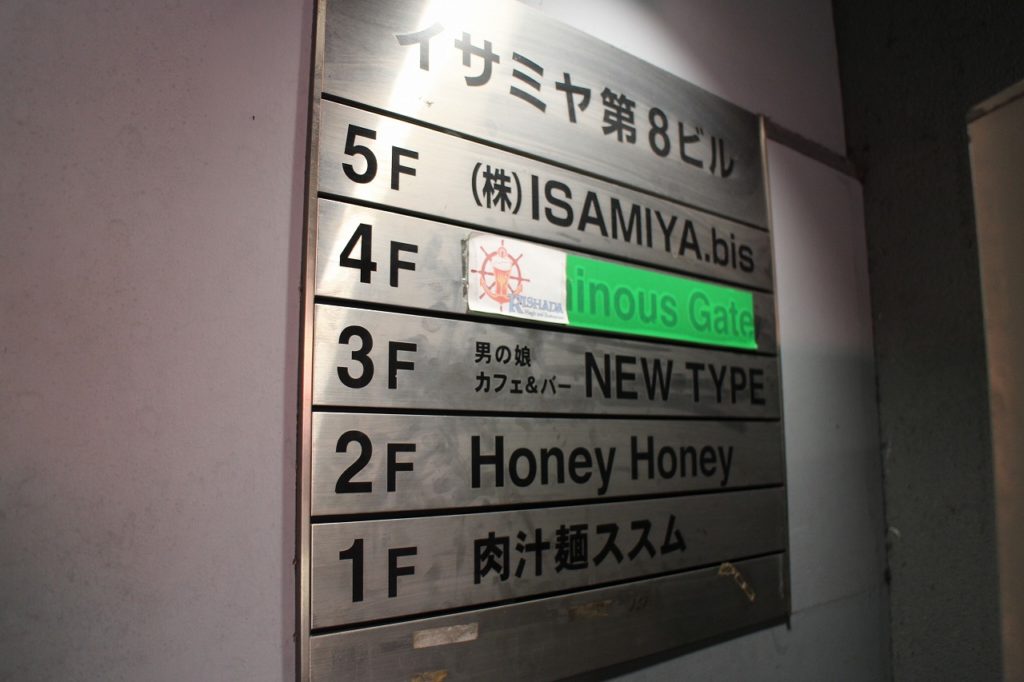 イサミヤ第8ビル
5F (株)ISAMIYA.bis
4F inous Gate
3F 男の娘 カフェ&バー NEW TYPE
2F Honey Honey
1F 肉汁麺ススム